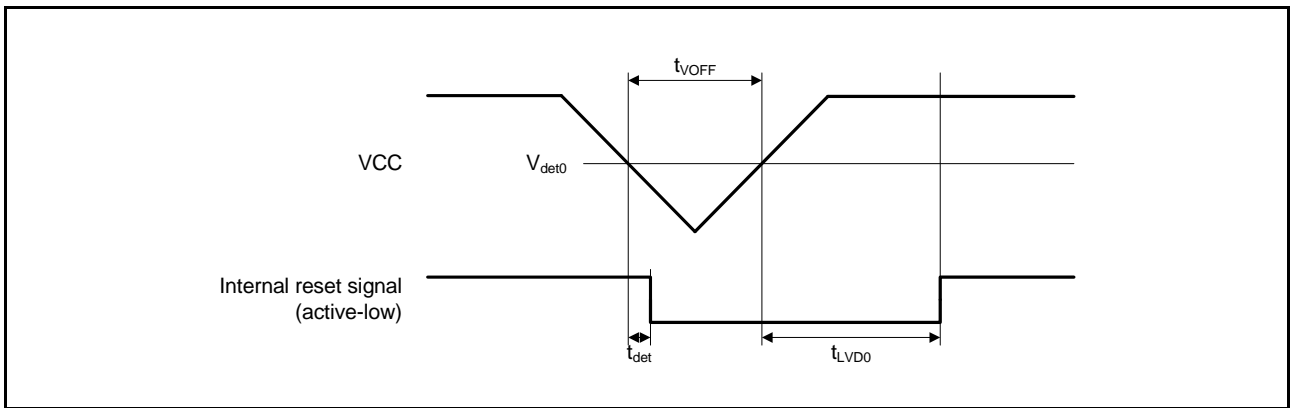 tVOFF
VCC
Vdet0
Internal reset signal
(active-low)
tdet
tLVD0